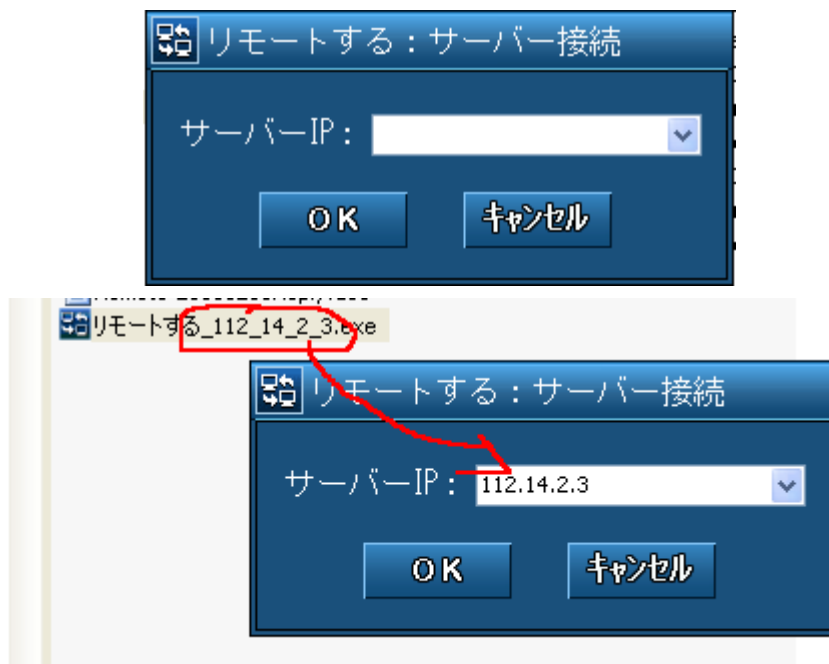 リモートする：サーバー接続
サーバーIP：
OK
キャンセル
リモートする_112_14_2_3.exe
リモートする：サーバー接続
サーバーIP： 112.14.2.3
OK
キャンセル